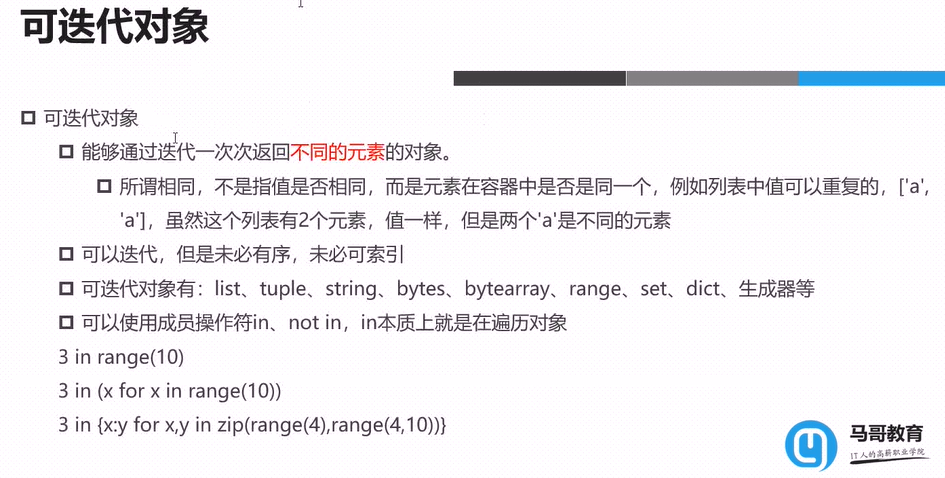 可迭代对象
可迭代对象
能够通过迭代一次次返回不同的元素的对象。
所谓相同，不是指值是否相同，而是元素在容器中是否是同一个，例如列表中值可以重复的，['a',
'a']，虽然这个列表有2个元素，值一样，但是两个'a'是不同的元素
可以迭代，但是未必有序，未必可索引
可迭代对象有：list、tuple、string、bytes、bytearray、range、set、dict、生成器等
可以使用成员操作符in、not in，in本质上就是在遍历对象
3 in range(10)
3 in (x for x in range(10))
3 in {x:y for x,y in zip(range(4),range(4,10))}
马哥教育
IT人的高薪职业学院